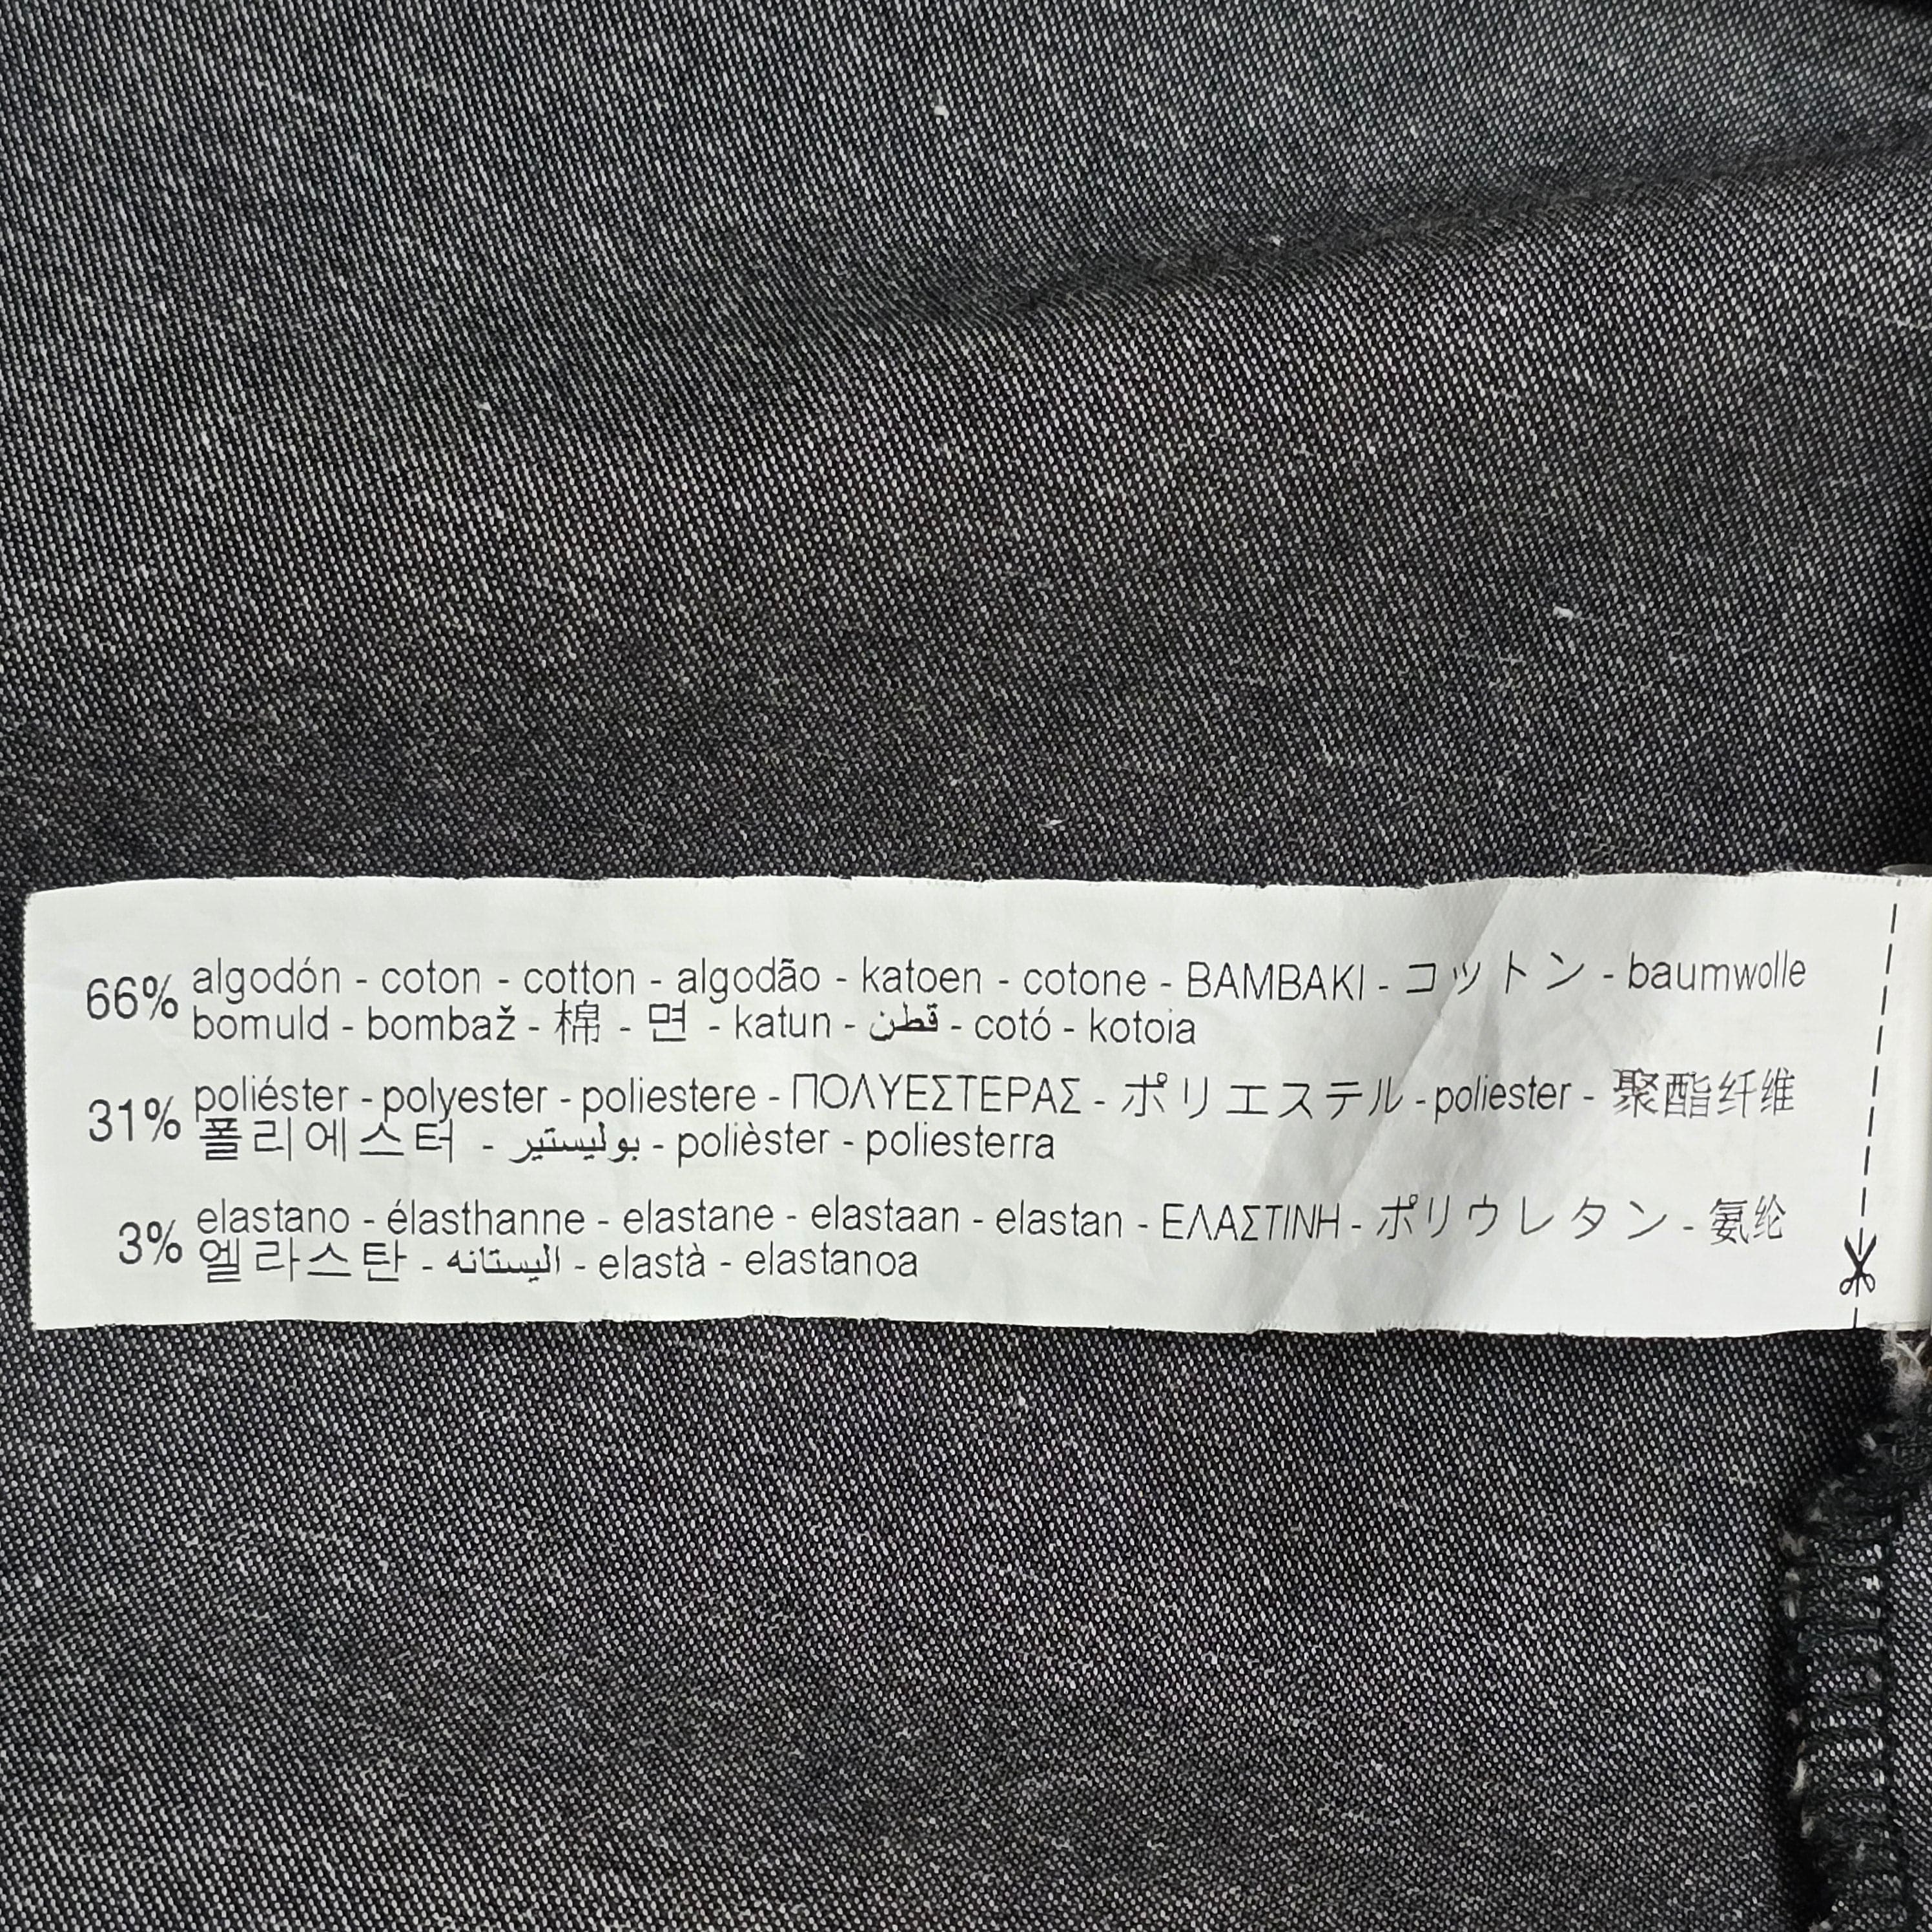 66% algodón - coton - cotton - algodão - katoen - cotone - BAMBAKI - コットン - baumwolle
bomuld - bombaž - 棉 - 면 - katun - قطن - cotó - kotoia
31% poliéster - polyester - poliestere - ΠΟΛΥΕΣΤΕΡΑΣ - ポリエステル - poliester - 聚酯纤维
폴리에스터 - بوليستير - polièster - poliesterra
3% elastano - élasthanne - elastane - elastaan - elastan - ΕΛΑΣΤΙΝΗ - ポリウレタン - 氨纶
엘라스탄 - اليستانه - elastà - elastanoa